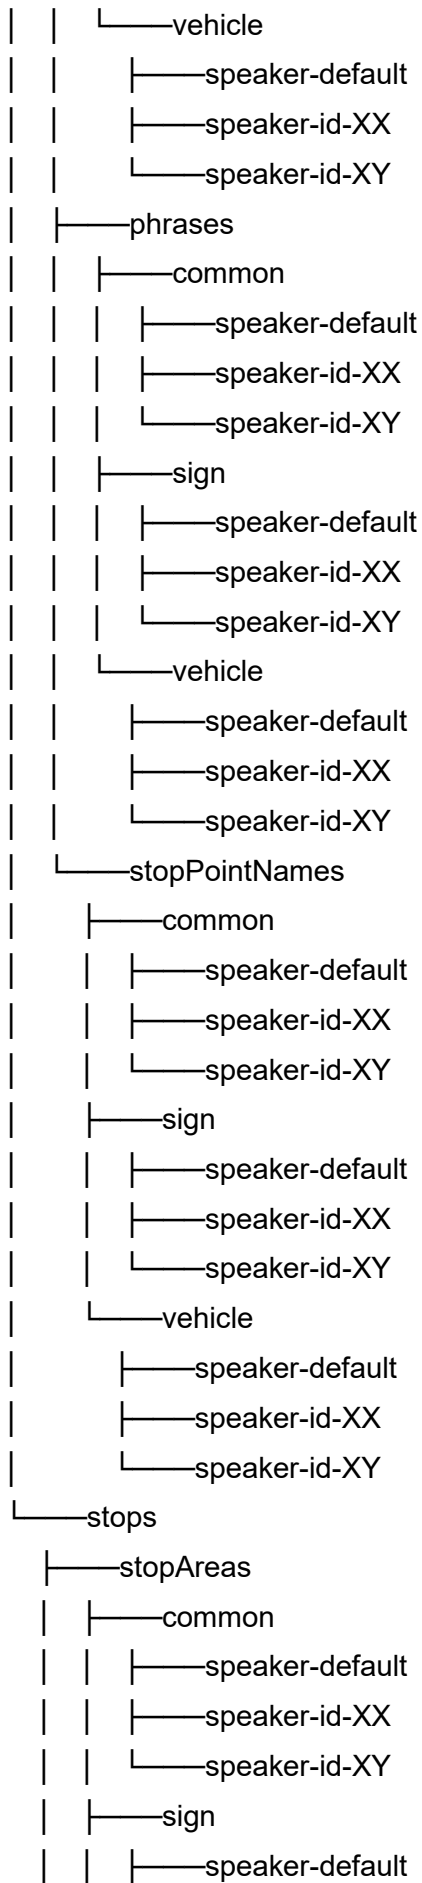 │ │ └───vehicle
│ │ ├───speaker-default
│ │ ├───speaker-id-XX
│ │ └───speaker-id-XY
│ ├───phrases
│ │ ├───common
│ │ │ ├───speaker-default
│ │ │ ├───speaker-id-XX
│ │ │ └───speaker-id-XY
│ │ ├───sign
│ │ │ ├───speaker-default
│ │ │ ├───speaker-id-XX
│ │ │ └───speaker-id-XY
│ │ └───vehicle
│ │ ├───speaker-default
│ │ ├───speaker-id-XX
│ │ └───speaker-id-XY
│ └───stopPointNames
│ ├───common
│ │ ├───speaker-default
│ │ ├───speaker-id-XX
│ │ └───speaker-id-XY
│ ├───sign
│ │ ├───speaker-default
│ │ ├───speaker-id-XX
│ │ └───speaker-id-XY
│ └───vehicle
│ ├───speaker-default
│ ├───speaker-id-XX
│ └───speaker-id-XY
└───stops
├───stopAreas
│ ├───common
│ │ ├───speaker-default
│ │ ├───speaker-id-XX
│ │ └───speaker-id-XY
│ ├───sign
│ │ ├───speaker-default